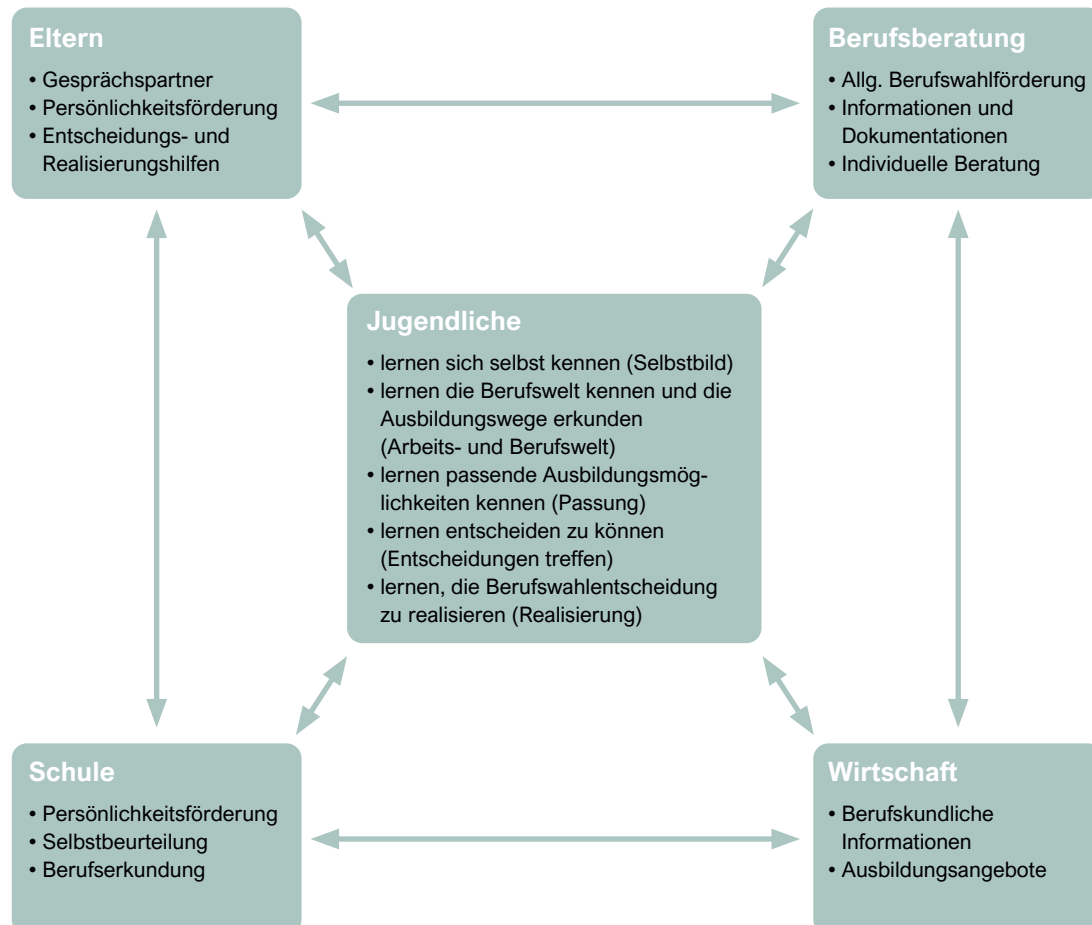 Eltern
• Gesprächspartner
• Persönlichkeitsförderung
• Entscheidungs- und
Realisierungshilfen
Berufsberatung
• Allg. Berufswahlförderung
• Informationen und
Dokumentationen
• Individuelle Beratung
Jugendliche
• lernen sich selbst kennen (Selbstbild)
• lernen die Berufswelt kennen und die
Ausbildungswege erkunden
(Arbeits- und Berufswelt)
• lernen passende Ausbildungsmög-
lichkeiten kennen (Passung)
• lernen entscheiden zu können
(Entscheidungen treffen)
• lernen, die Berufswahlentscheidung
zu realisieren (Realisierung)
Schule
• Persönlichkeitsförderung
• Selbstbeurteilung
• Berufserkundung
Wirtschaft
• Berufskundliche
Informationen
• Ausbildungsangebote